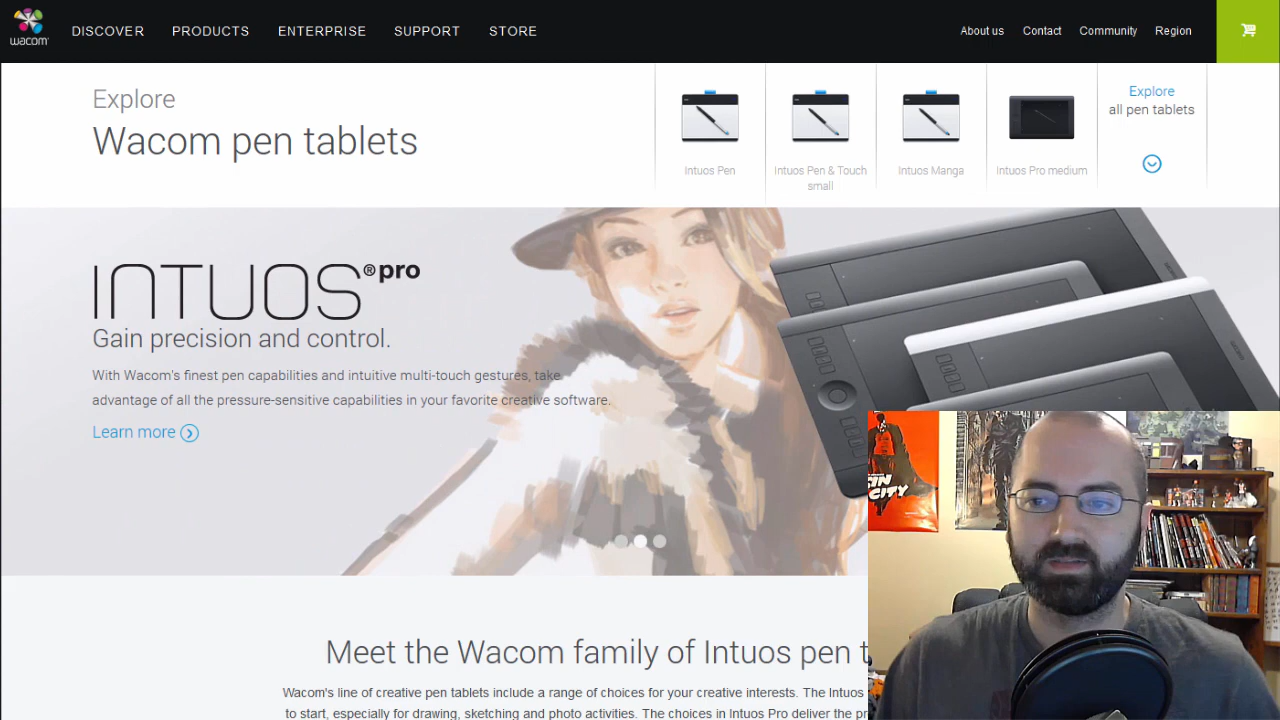 wacom
DISCOVER
PRODUCTS
ENTERPRISE
SUPPORT
STORE
About us
Contact
Community
Region
Explore
Wacom pen tablets
Intuos Pen
Intuos Pen & Touch
small
Intuos Manga
Intuos Pro medium
Explore
all pen tablets
INTUOS®pro
Gain precision and control.
With Wacom's finest pen capabilities and intuitive multi-touch gestures, take
advantage of all the pressure-sensitive capabilities in your favorite creative software.
Learn more
IN
CITY
Meet the Wacom family of Intuos pen t
Wacom's line of creative pen tablets include a range of choices for your creative interests. The Intuos
to start, especially for drawing, sketching and photo activities. The choices in Intuos Pro deliver the pr